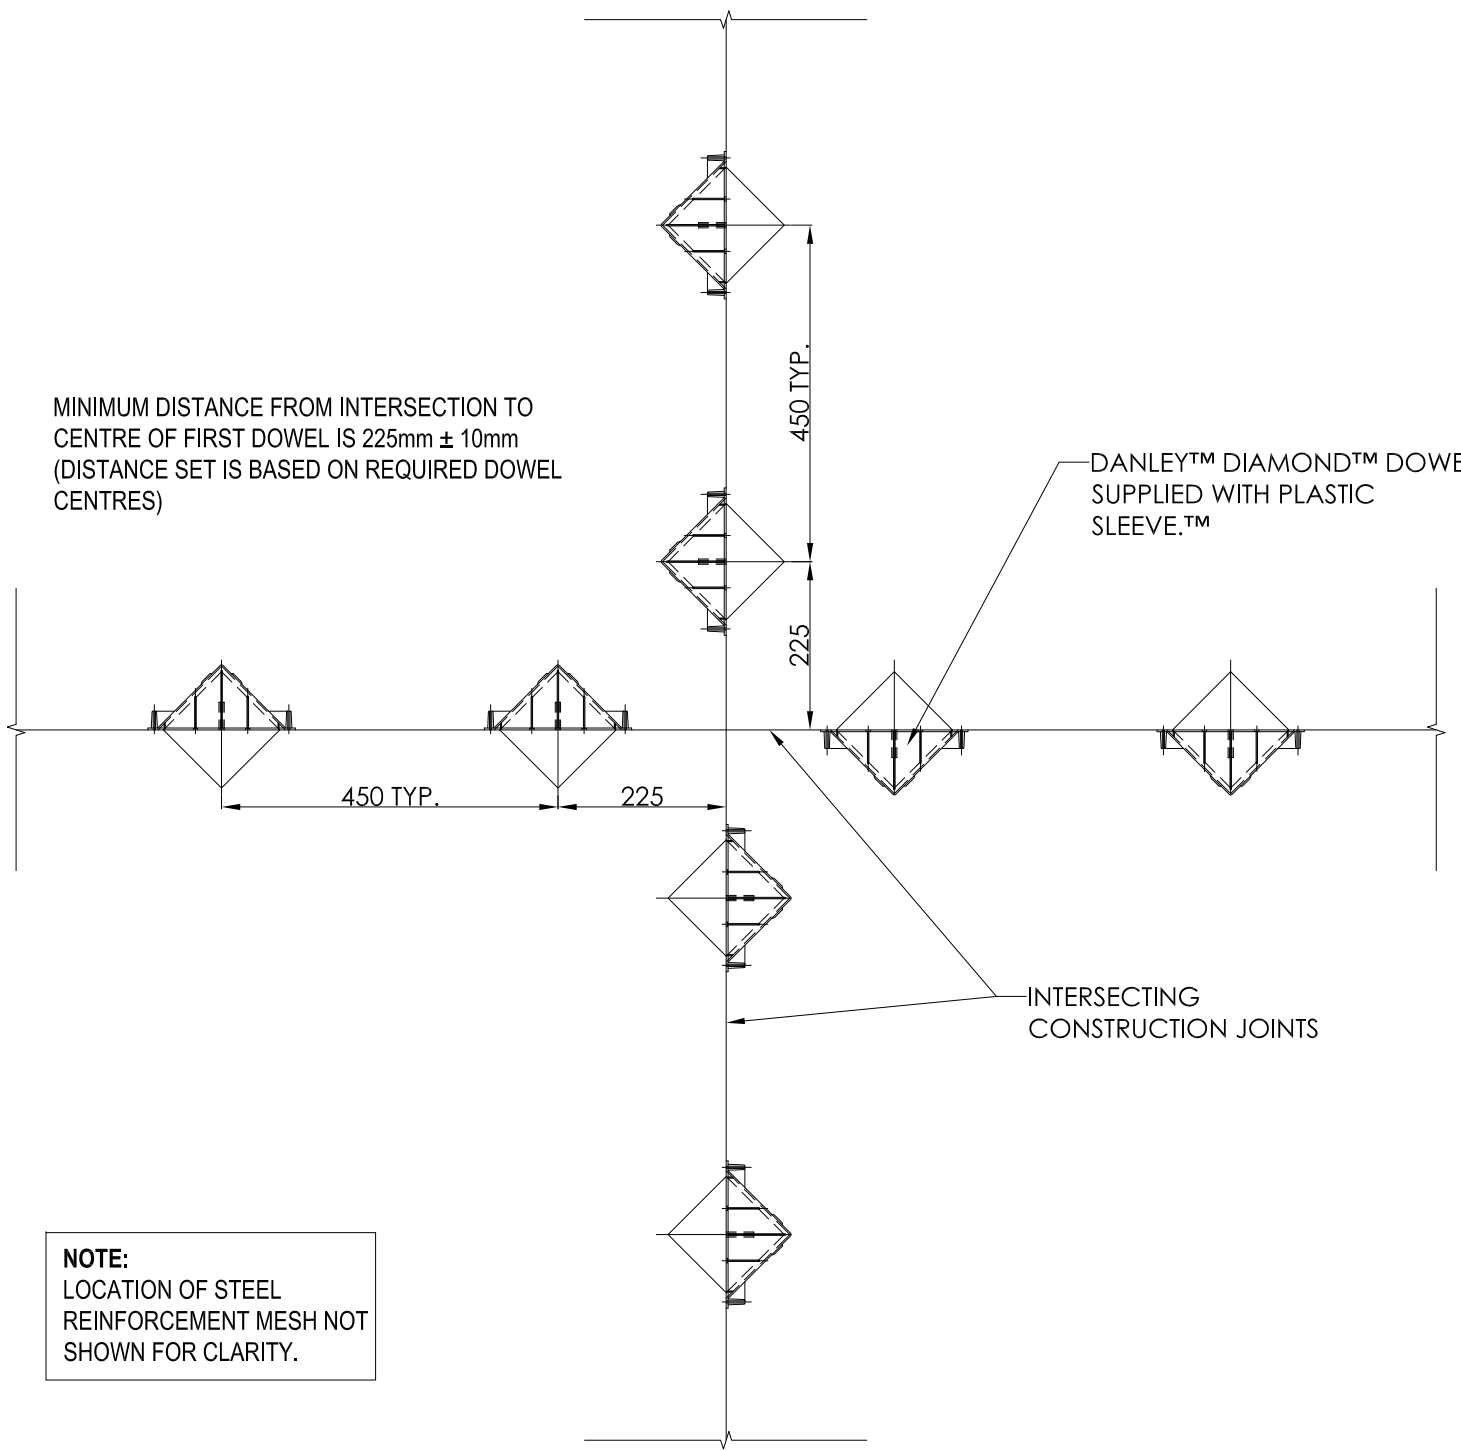 450 TYP.
MINIMUM DISTANCE FROM INTERSECTION TO
CENTRE OF FIRST DOWEL IS 225mm ± 10mm
(DISTANCE SET IS BASED ON REQUIRED DOWEL
CENTRES)
DANLEY™ DIAMOND™ DOWE
SUPPLIED WITH PLASTIC
SLEEVE.™
225
450 TYP.
225
INTERSECTING
CONSTRUCTION JOINTS
NOTE:
LOCATION OF STEEL
REINFORCEMENT MESH NOT
SHOWN FOR CLARITY.